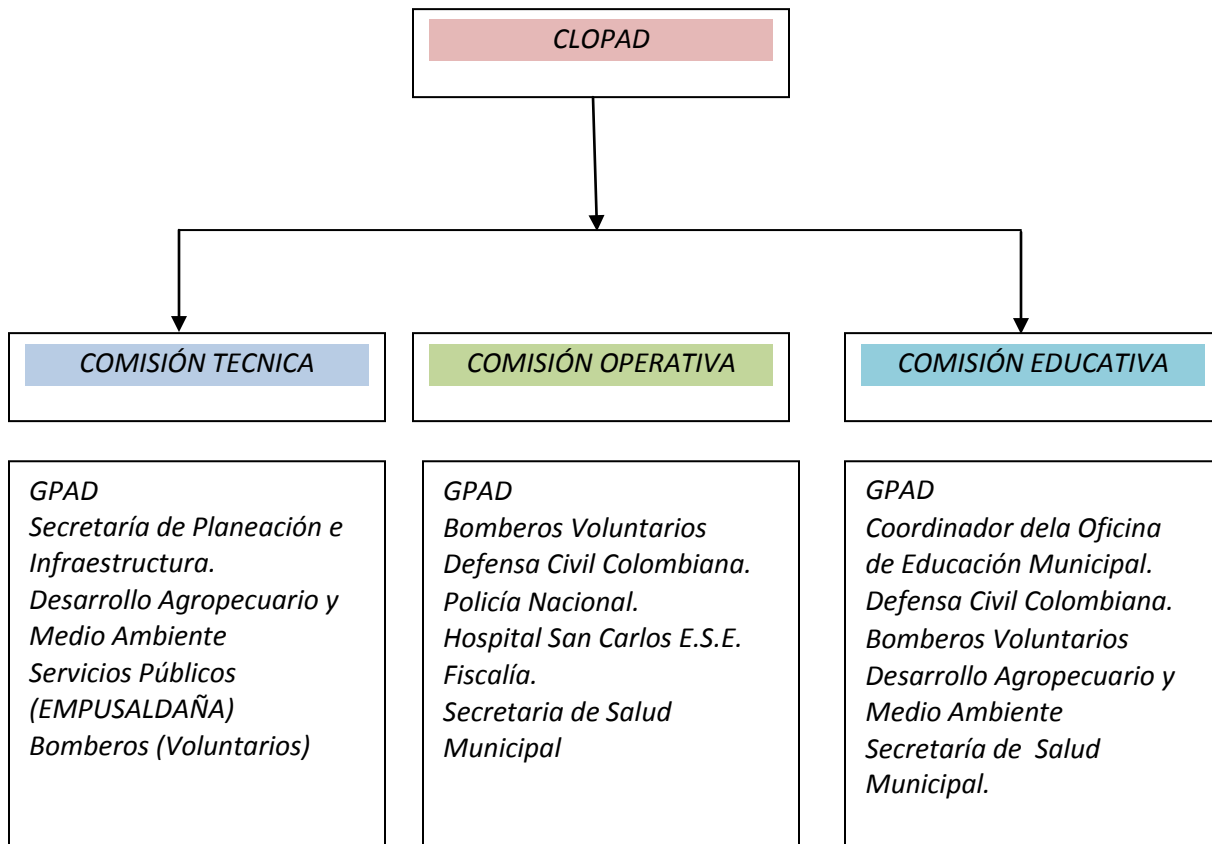 CLOPAD
COMISIÓN TECNICA
COMISIÓN OPERATIVA
COMISIÓN EDUCATIVA
GPAD
Secretaría de Planeación e
Infraestructura.
Desarrollo Agropecuario y
Medio Ambiente
Servicios Públicos
(EMPUSALDAÑA)
Bomberos (Voluntarios)
GPAD
Bomberos Voluntarios
Defensa Civil Colombiana.
Policía Nacional.
Hospital San Carlos E.S.E.
Fiscalía.
Secretaria de Salud
Municipal
GPAD
Coordinador dela Oficina
de Educación Municipal.
Defensa Civil Colombiana.
Bomberos Voluntarios
Desarrollo Agropecuario y
Medio Ambiente
Secretaría de  Salud
Municipal.